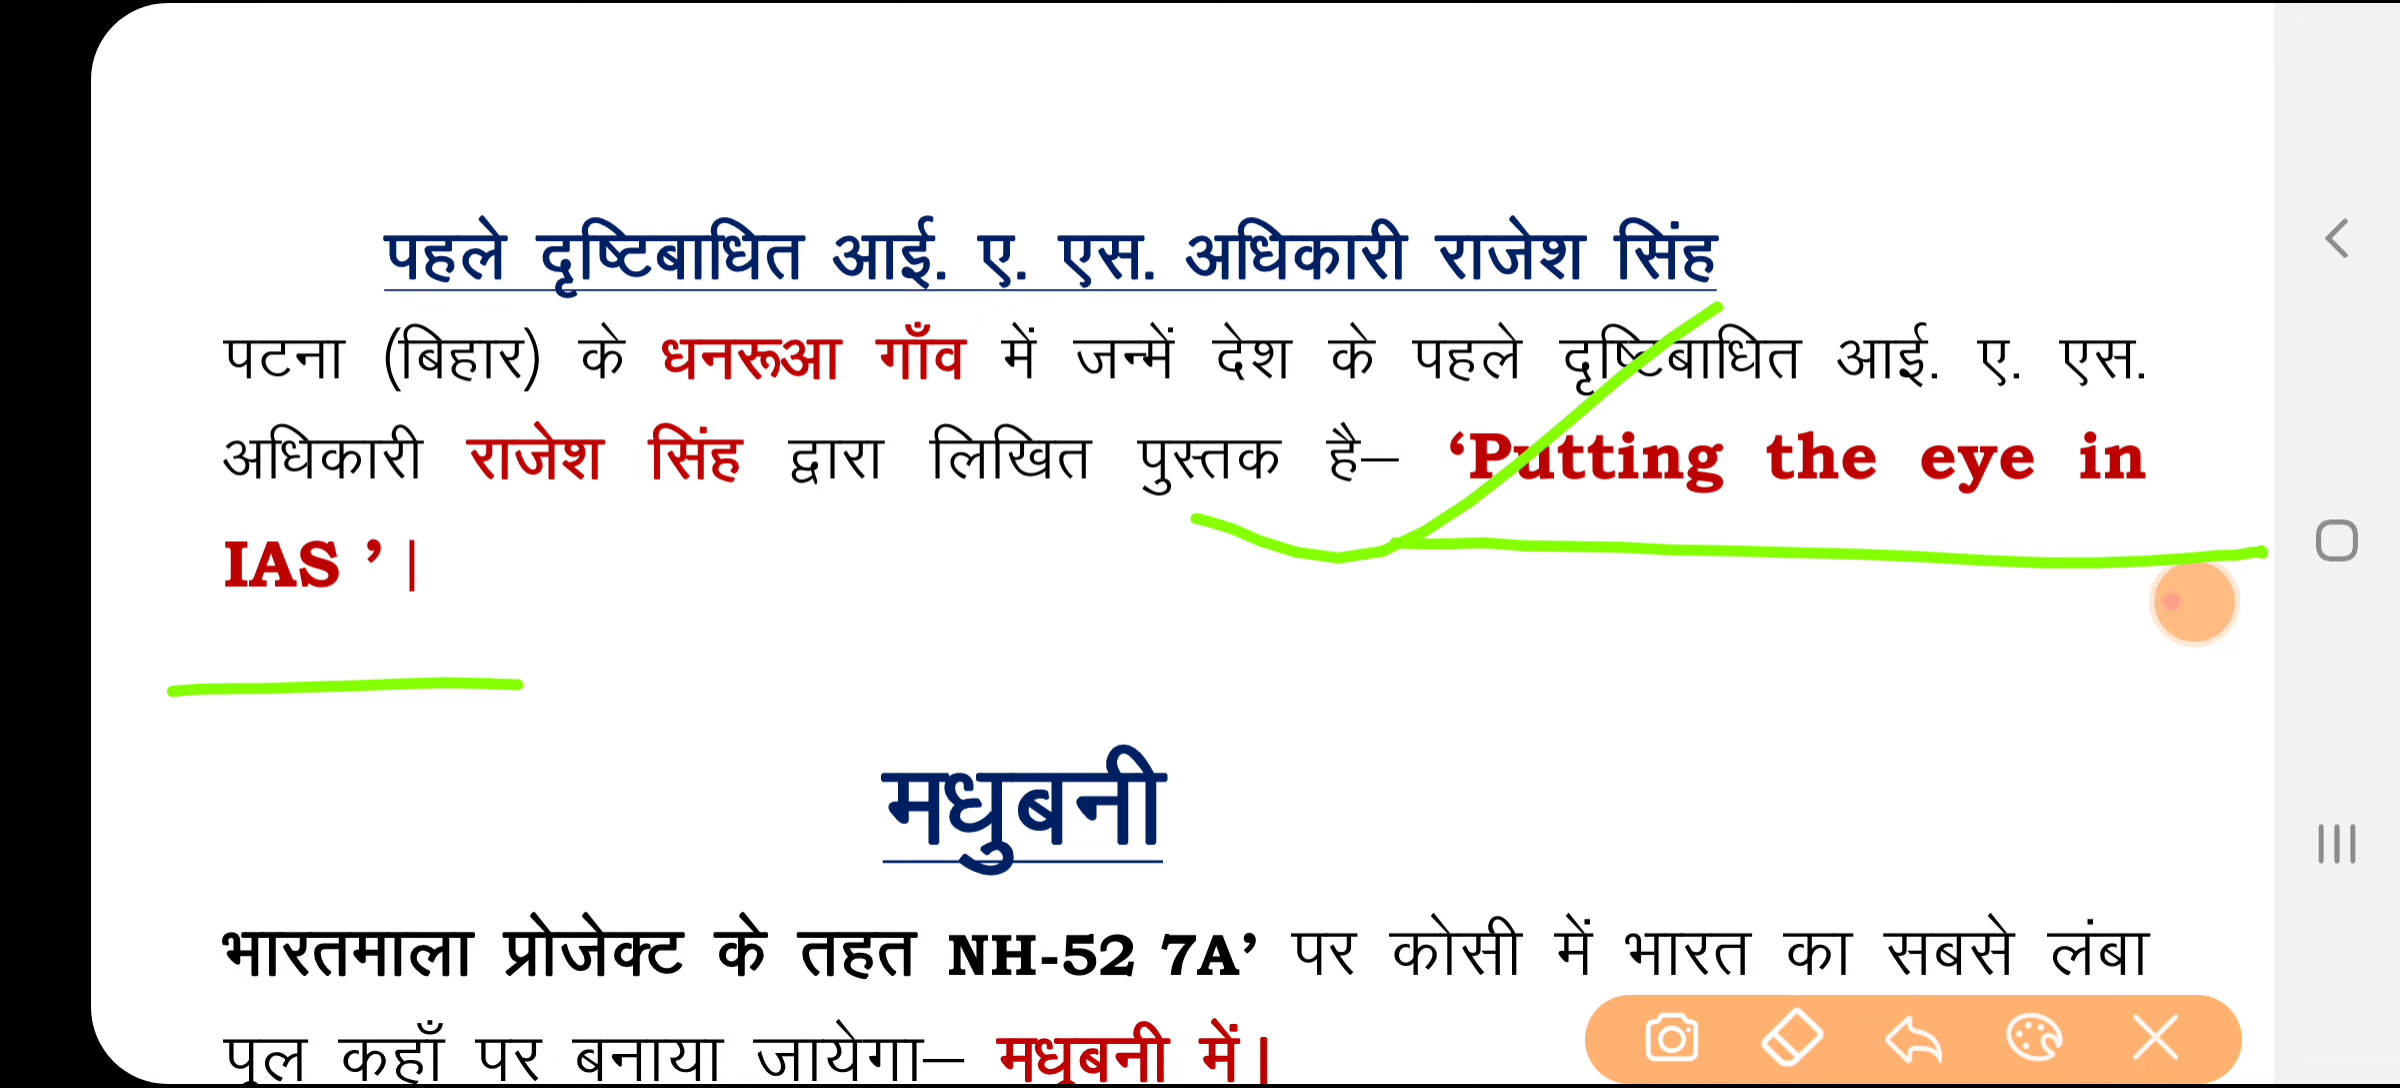 पहले दृष्टिबाधित आई. ए. एस. अधिकारी राजेश सिंह
पटना (बिहार) के धनरूआ गाँव में जन्में देश के पहले दृष्टिबाधित आई. ए. एस.
अधिकारी राजेश सिंह द्वारा लिखित पुस्तक है– ‘Putting the eye in
IAS ’ |
मधुबनी
भारतमाला प्रोजेक्ट के तहत NH-52 7A’ पर कोसी में भारत का सबसे लंबा
पुल कहाँ पर बनाया जायेगा– मधुबनी में|